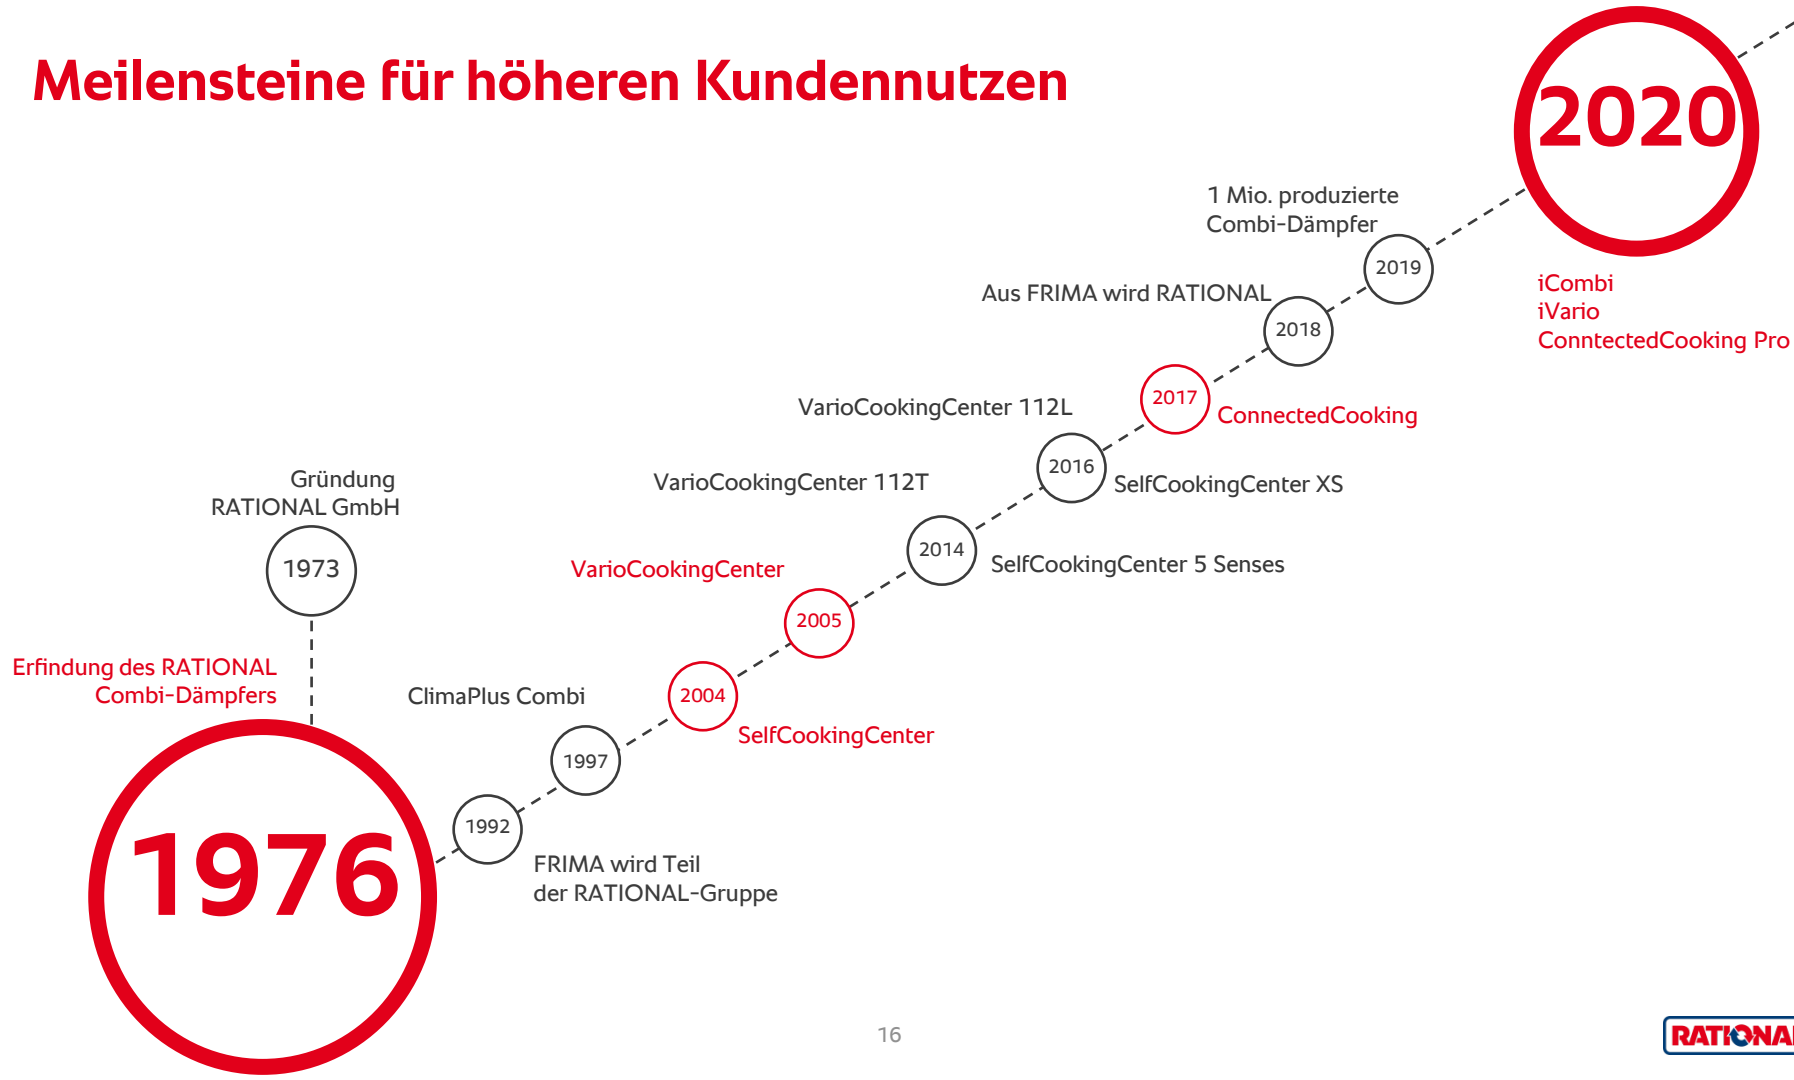 Meilensteine für höheren Kundennutzen
2020
iCombi
iVario
ConntectedCooking Pro
1 Mio. produzierte
Combi-Dämpfer
2019
Aus FRIMA wird RATIONAL
2018
2017
ConnectedCooking
VarioCookingCenter 112L
2016
SelfCookingCenter XS
VarioCookingCenter 112T
2014
SelfCookingCenter 5 Senses
VarioCookingCenter
2005
2004
SelfCookingCenter
ClimaPlus Combi
1997
1992
FRIMA wird Teil
der RATIONAL-Gruppe
Gründung
RATIONAL GmbH
1973
Erfindung des RATIONAL
Combi-Dämpfers
1976
16
RATIONAL